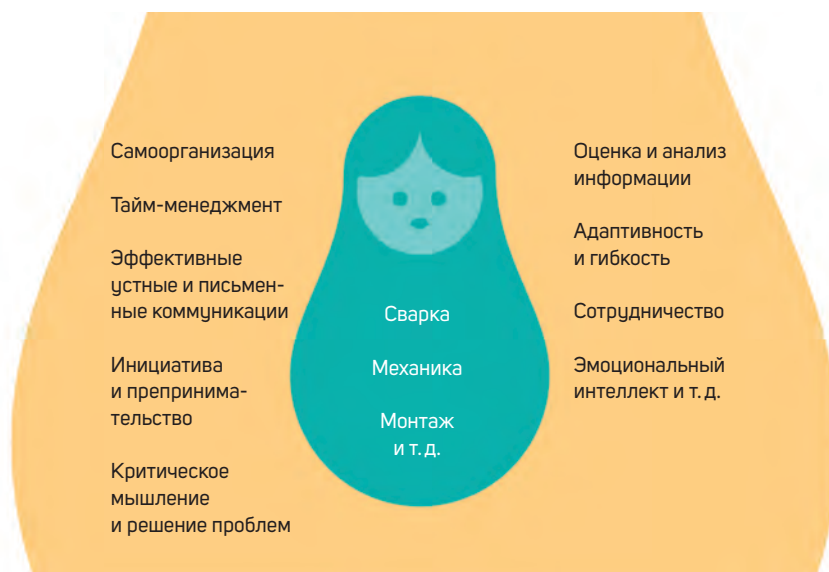 Самоорганизация
Тайм-менеджмент
Эффективные
устные и письмен-
ные коммуникации
Инициатива
и препринима-
тельство
Критическое
мышление
и решение проблем
Сварка
Механика
Монтаж
и т. д.
Оценка и анализ
информации
Адаптивность
и гибкость
Сотрудничество
Эмоциональный
интеллект и т. д.